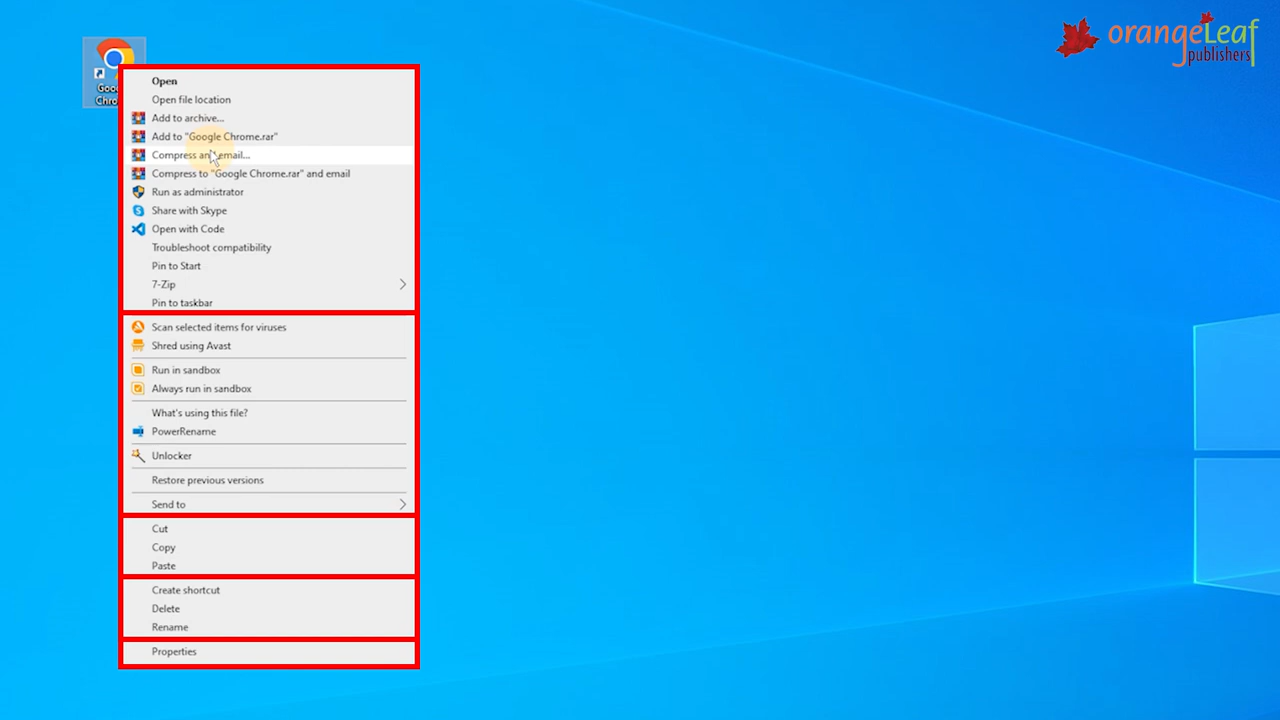 orangeLeaf
publishers
Goo
Chro
Open
Open file location
Add to archive...
Add to "Google Chrome.rar"
Compress and email...
Compress to "Google Chrome.rar" and email
Run as administrator
Share with Skype
Open with Code
Troubleshoot compatibility
Pin to Start
7-Zip
Pin to taskbar
Scan selected items for viruses
Shred using Avast
Run in sandbox
Always run in sandbox
What's using this file?
PowerRename
Unlocker
Restore previous versions
Send to
Cut
Copy
Paste
Create shortcut
Delete
Rename
Properties